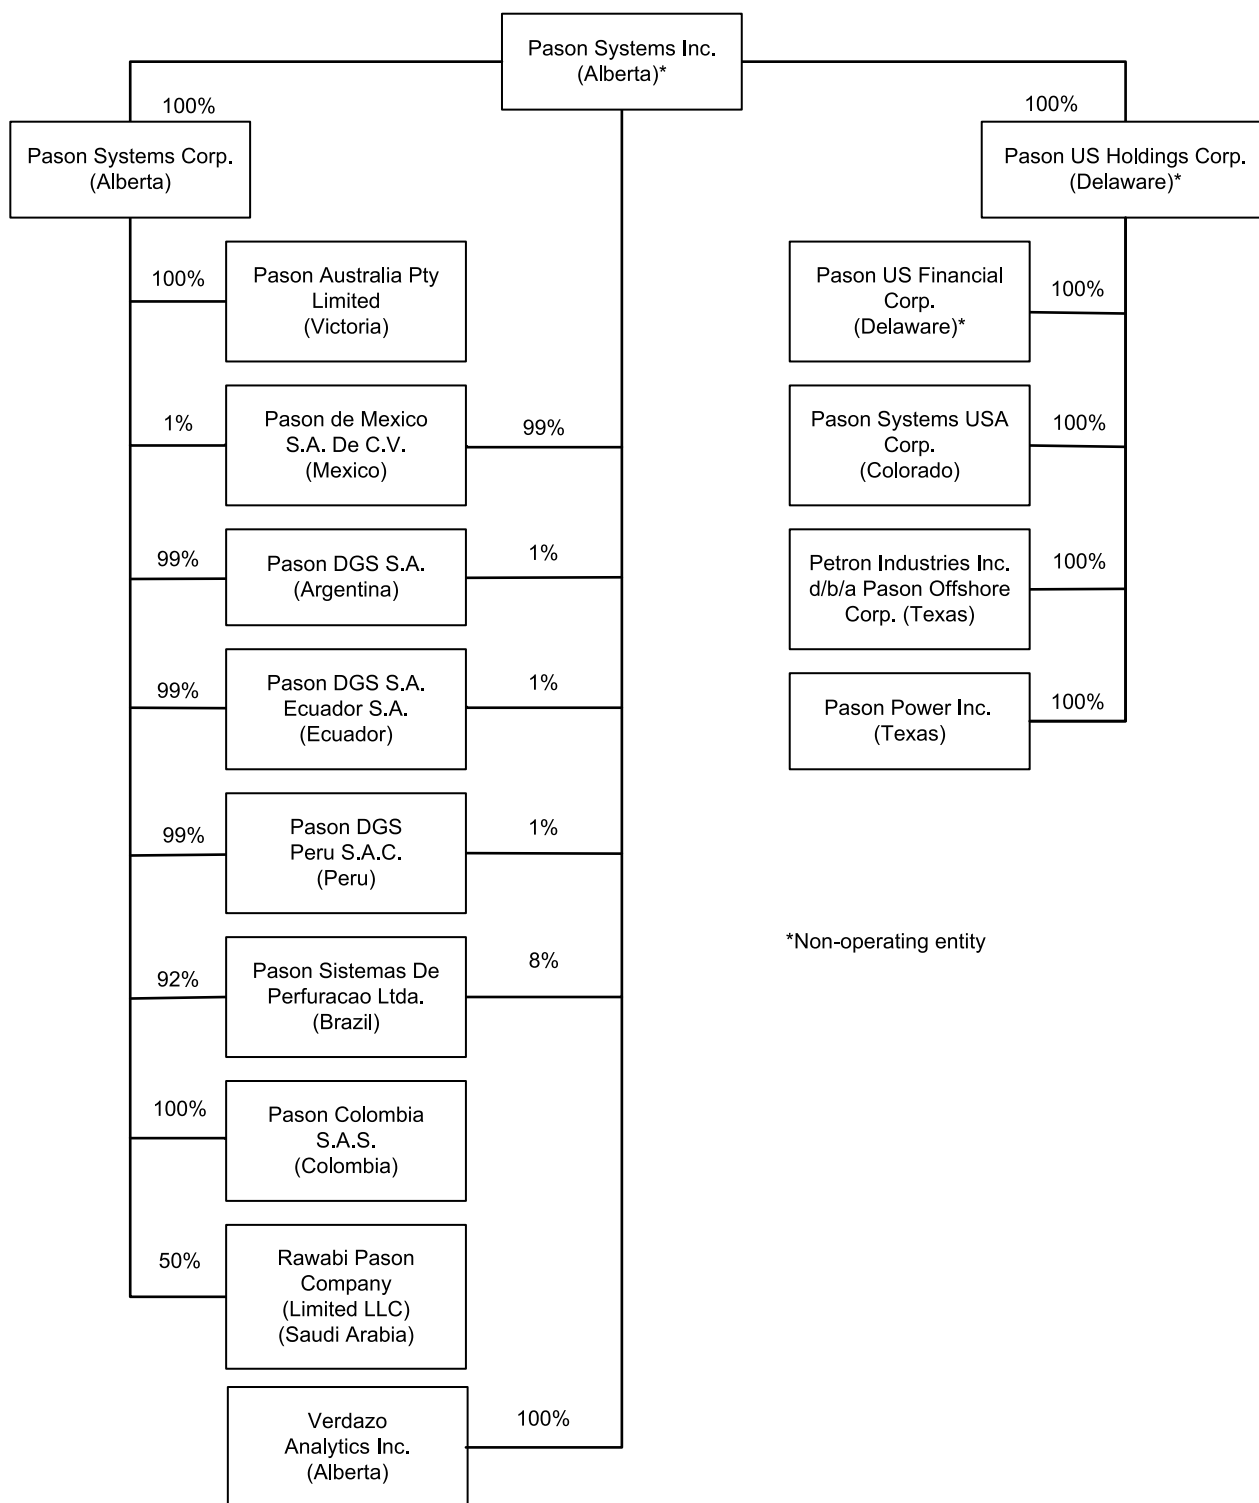 Pason Systems Inc.
(Alberta)*
100%
100%
Pason Systems Corp.
(Alberta)
Pason US Holdings Corp.
(Delaware)*
100%
Pason Australia Pty
Limited
(Victoria)
Pason US Financial
Corp.
(Delaware)*
100%
1%
Pason de Mexico
S.A. De C.V.
(Mexico)
99%
Pason Systems USA
Corp.
(Colorado)
100%
99%
Pason DGS S.A.
(Argentina)
1%
Petron Industries Inc.
d/b/a Pason Offshore
Corp. (Texas)
100%
99%
Pason DGS S.A.
Ecuador S.A.
(Ecuador)
1%
Pason Power Inc.
(Texas)
100%
99%
Pason DGS
Peru S.A.C.
(Peru)
1%
92%
Pason Sistemas De
Perfuracao Ltda.
(Brazil)
8%
*Non-operating entity
100%
Pason Colombia
S.A.S.
(Colombia)
50%
Rawabi Pason
Company
(Limited LLC)
(Saudi Arabia)
Verdazo
Analytics Inc.
(Alberta)
100%